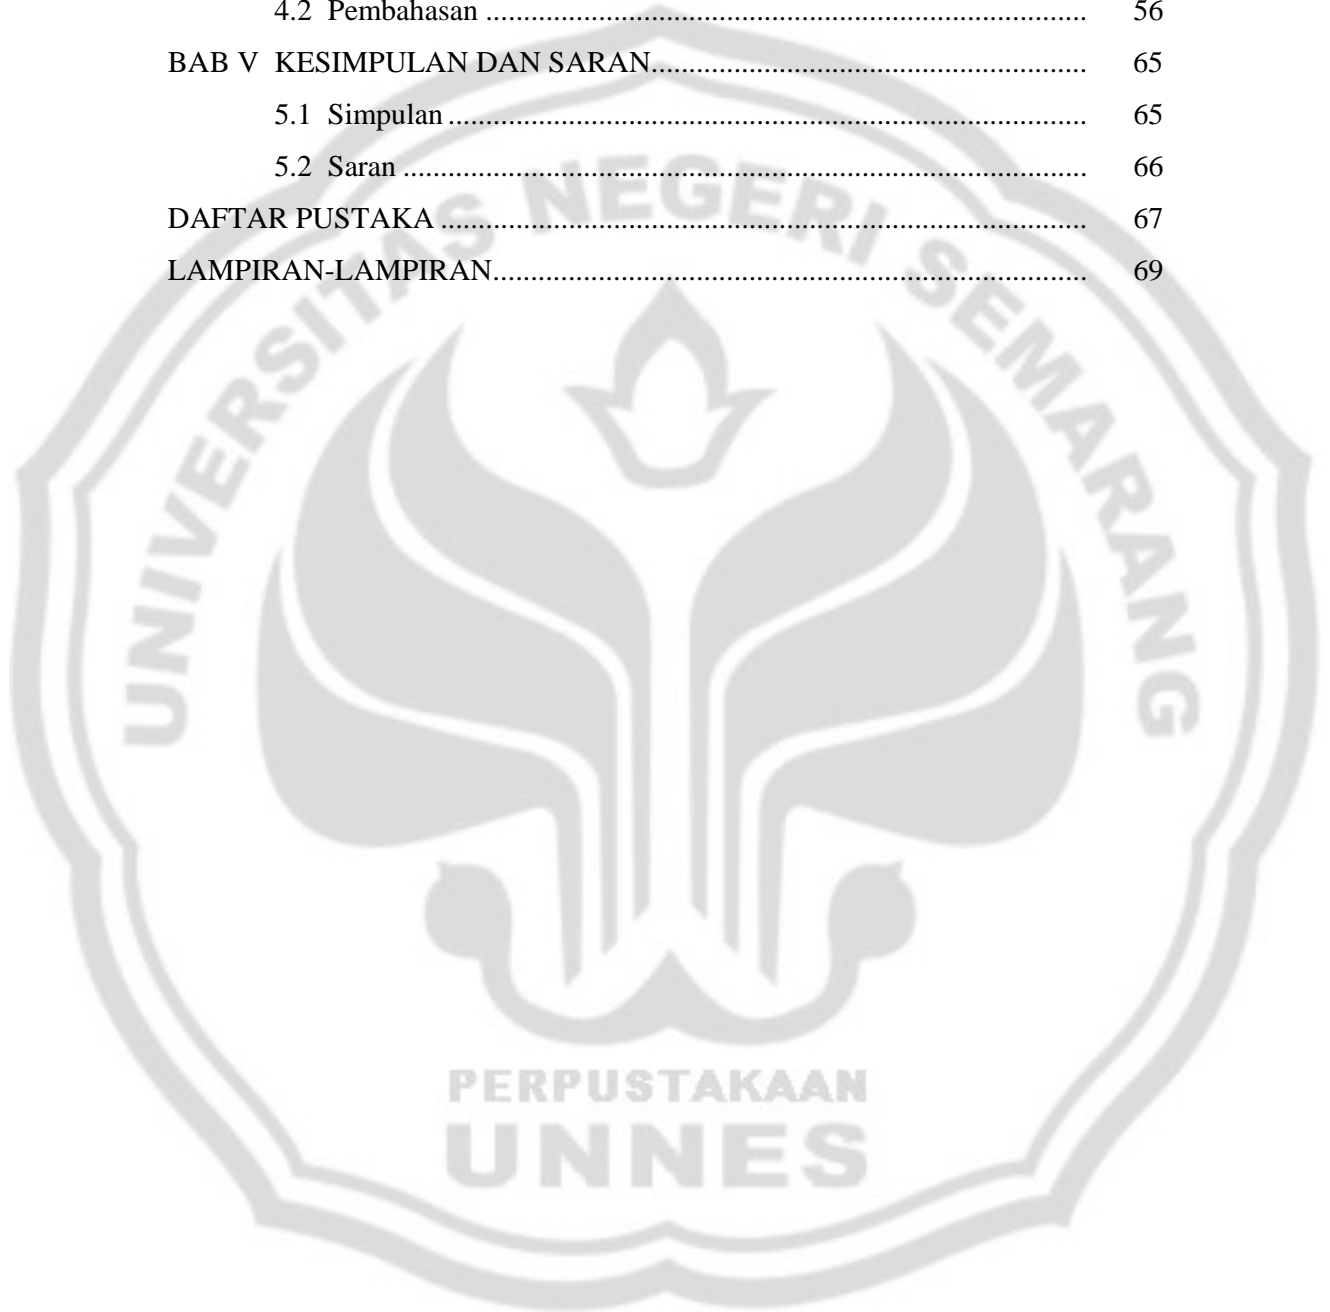 4.2 Pembahasan ................................................................................ 56
BAB V KESIMPULAN DAN SARAN.......................................................... 65
5.1 Simpulan ..................................................................................... 65
5.2 Saran ........................................................................................... 66
DAFTAR PUSTAKA ...................................................................................... 67
LAMPIRAN-LAMPIRAN............................................................................... 69
UNIVERSITAS NEGERI SEMARANG
PERPUSTAKAAN
UNNES